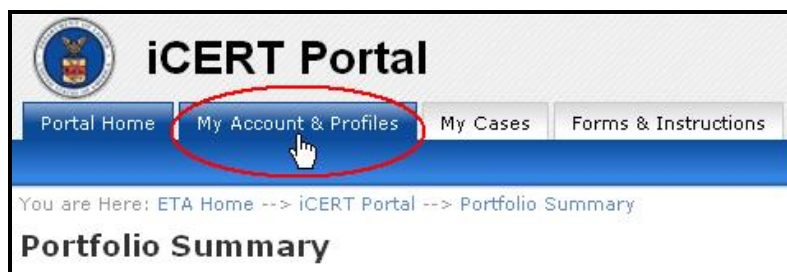 iCERT Portal
Portal Home My Account & Profiles My Cases Forms & Instructions
You are Here: ETA Home --> iCERT Portal --> Portfolio Summary
Portfolio Summary